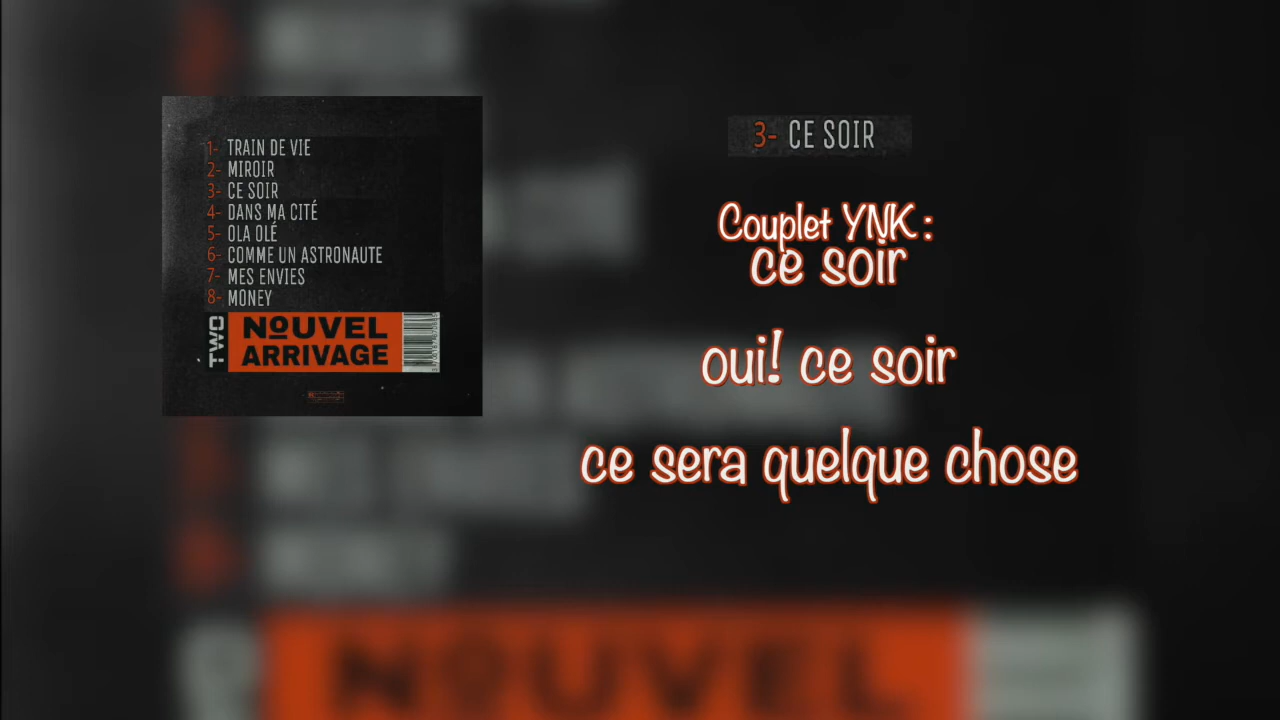 1- TRAIN DE VIE
2- MIROIR
3- CE SOIR
4- DANS MA CITÉ
5- OLA OLÉ
6- COMME UN ASTRONAUTE
7- MES ENVIES
8- MONEY
TWO
NOUVEL
ARRIVAGE
3- CE SOIR
Couplet YNK :
ce soir
oui! ce soir
ce sera quelque chose
NOUVEL